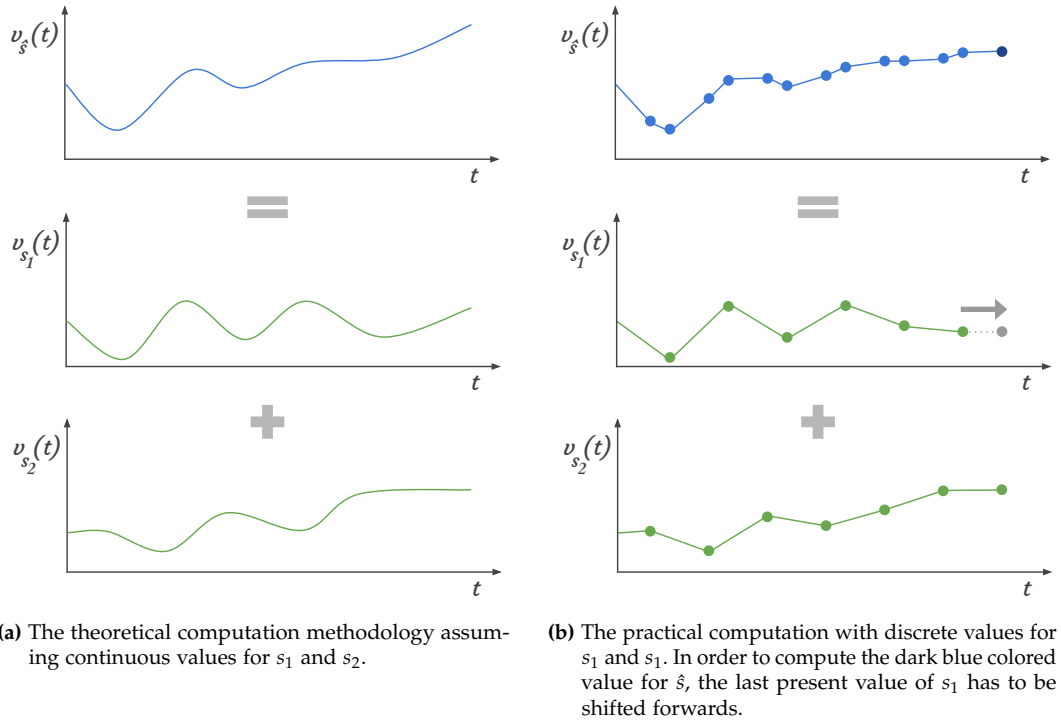 v_ŝ(t)
t
v_s₁(t)
t
v_s₂(t)
t
v_ŝ(t)
t
v_s₁(t)
t
v_s₂(t)
t
(a) The theoretical computation methodology assum-
ing continuous values for s₁ and s₂.
(b) The practical computation with discrete values for
s₁ and s₁. In order to compute the dark blue colored
value for ŝ, the last present value of s₁ has to be
shifted forwards.